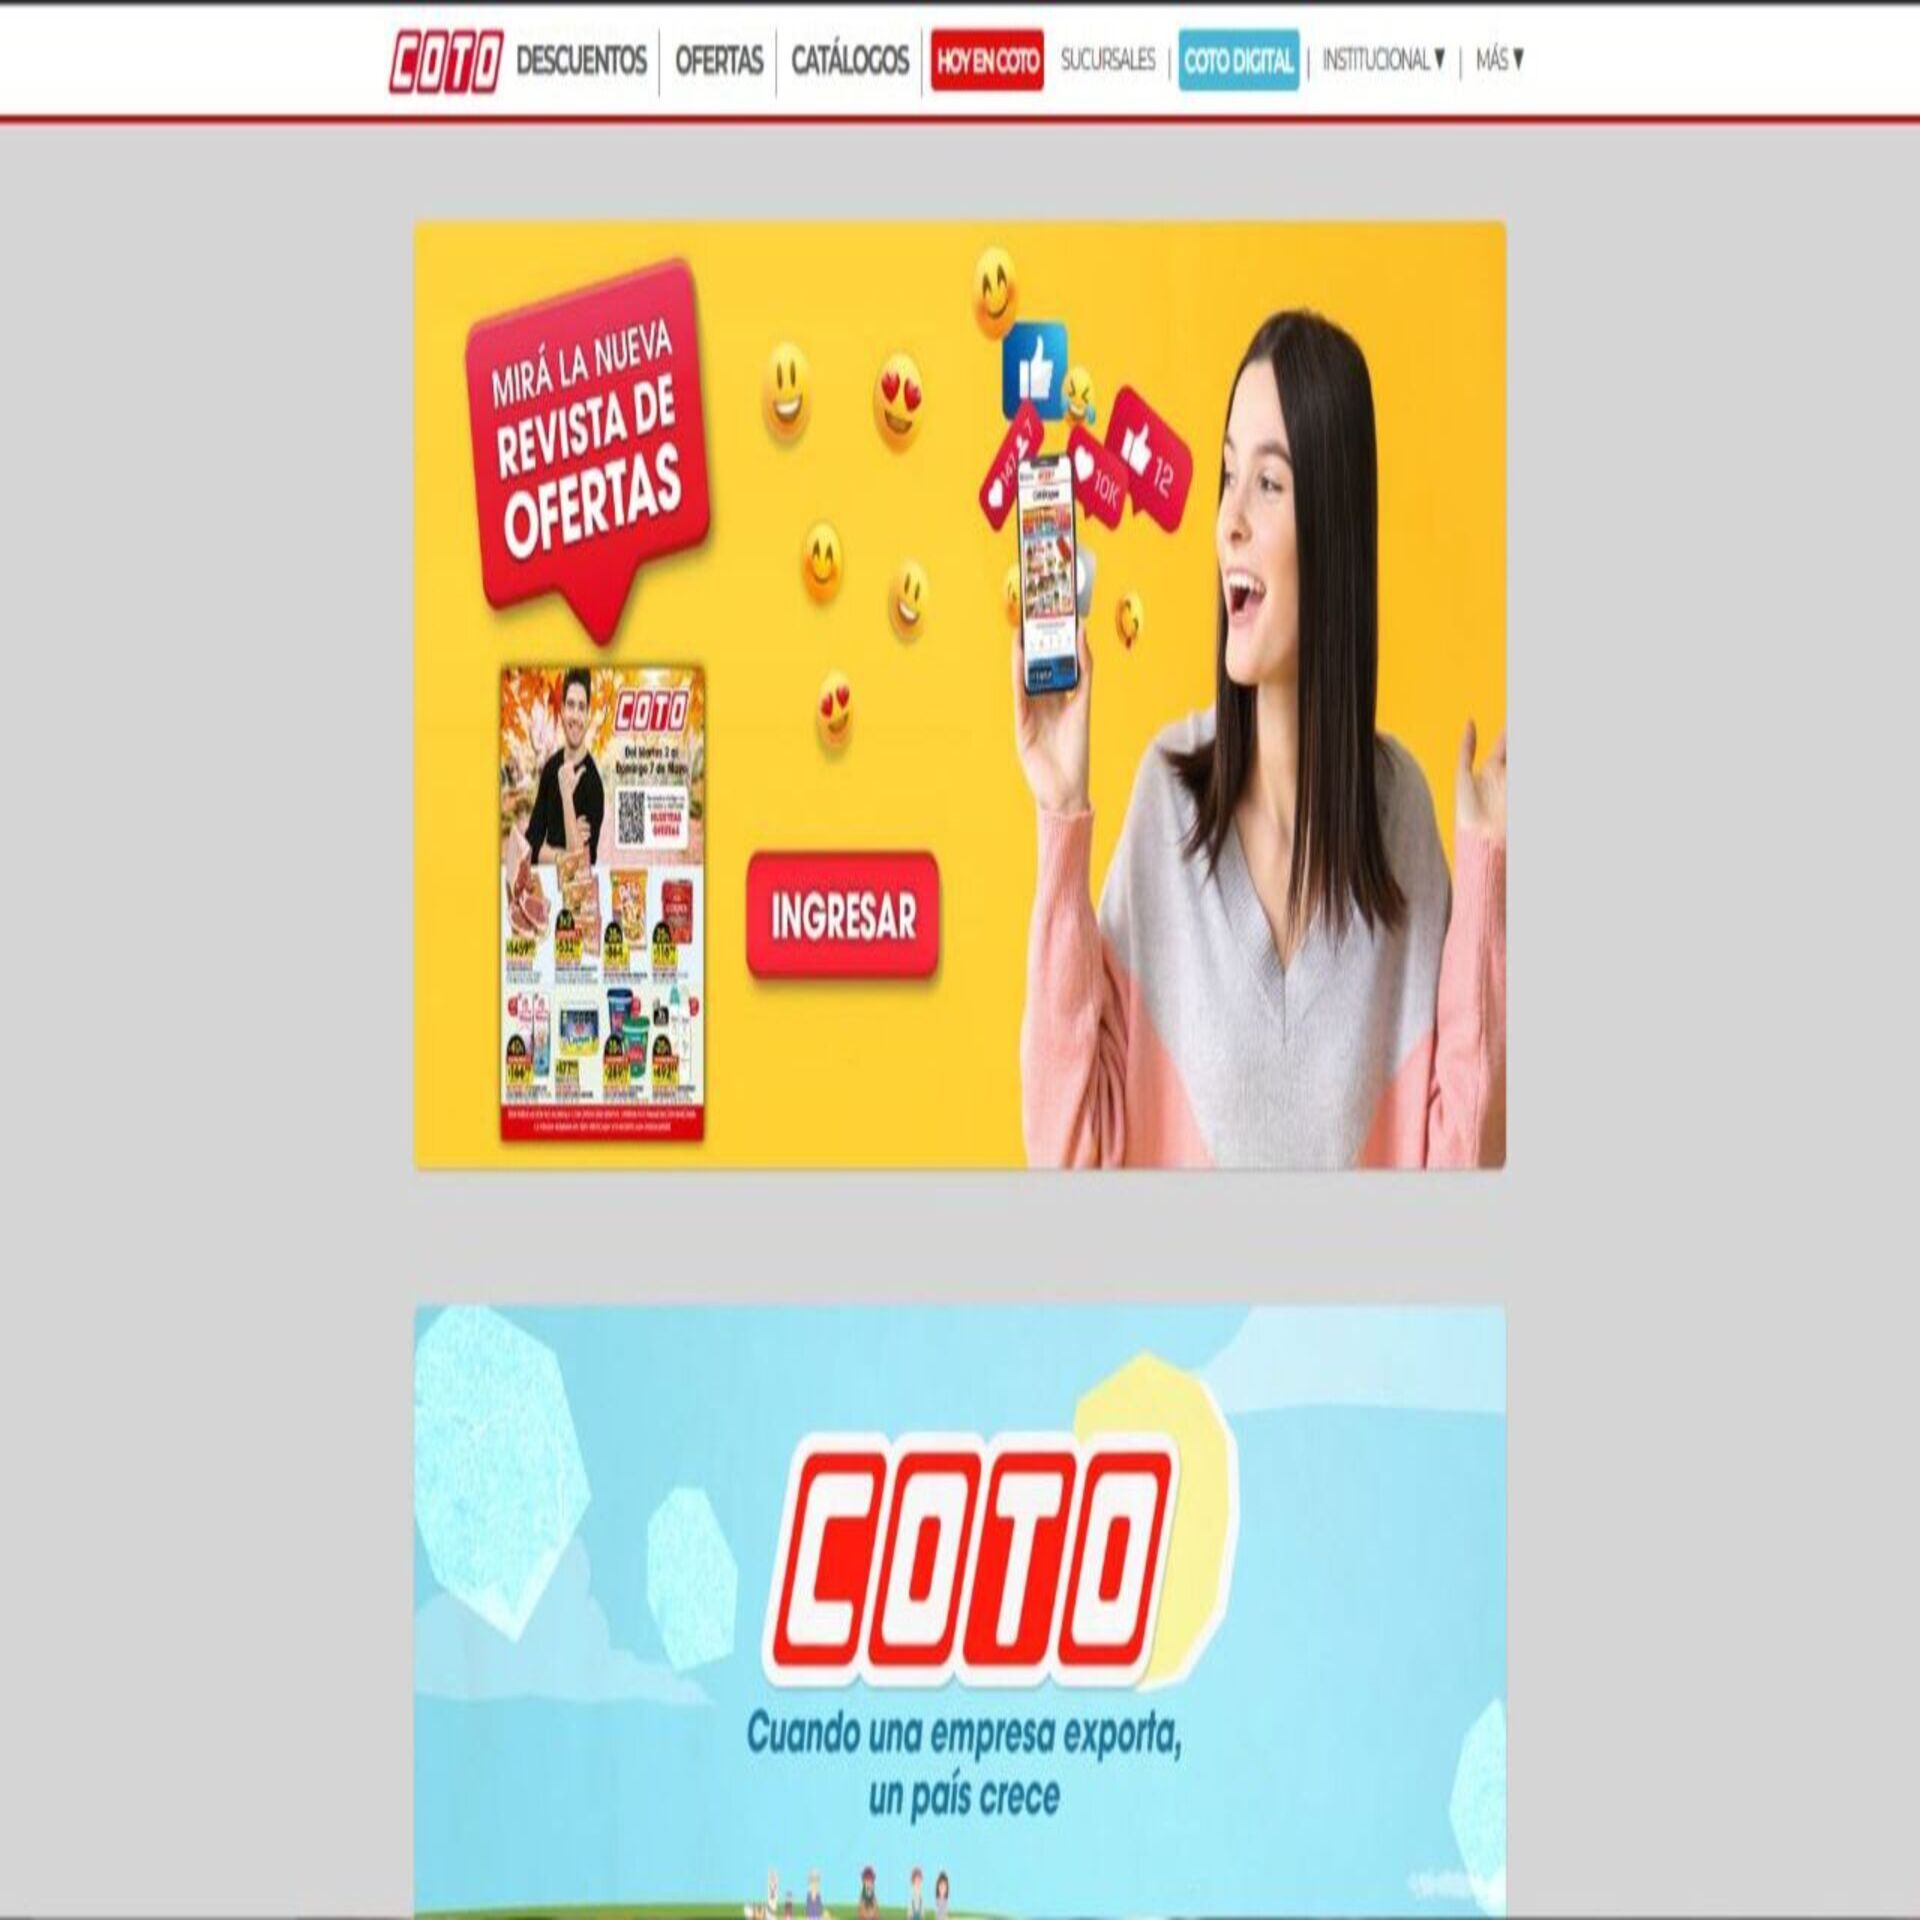 COTO DESCUENTOS OFERTAS CATÁLOGOS HOY EN COTO SUCURSALES | COTO DIGITAL | INSTITUCIONAL ▼ | MÁS ▼
MIRÁ LA NUEVA
REVISTA DE
OFERTAS
147 7
10K
12
COTO
Del Martes 2 al
Domingo 7 de Mayo
NUESTRAS
OFERTAS
INGRESAR
COTO
Cuando una empresa exporta,
un país crece